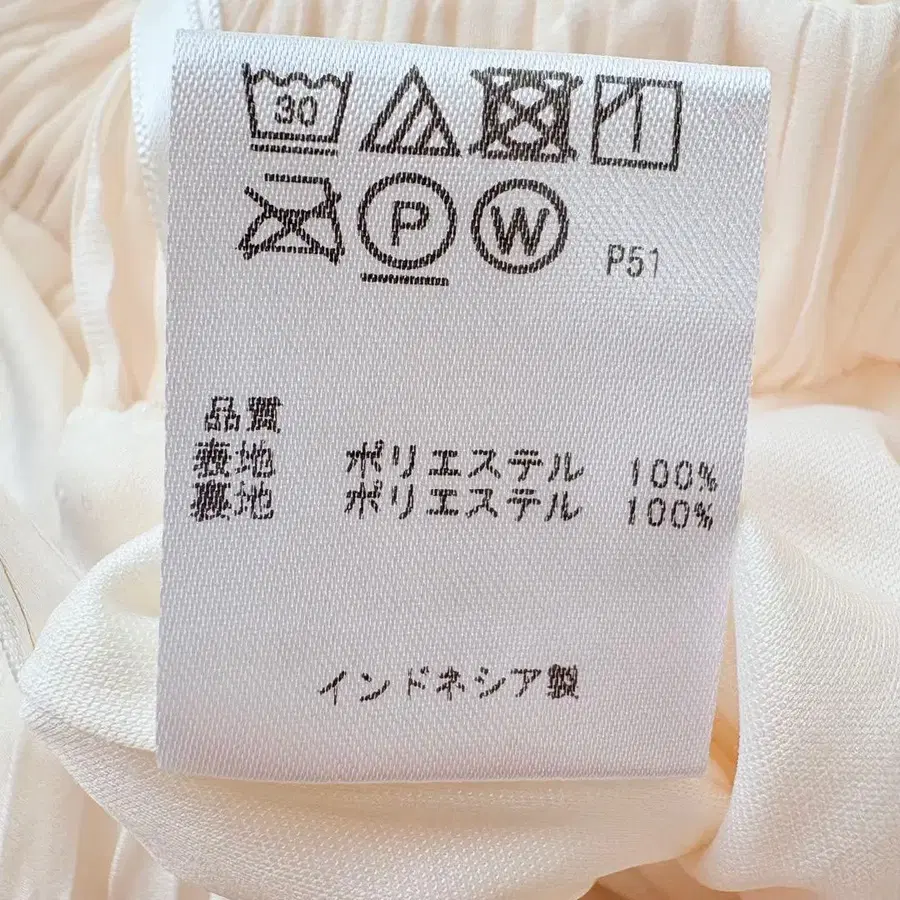 30
P W P51
品質
表地 ポリエステル 100%
裏地 ポリエステル 100%
インドネシア製